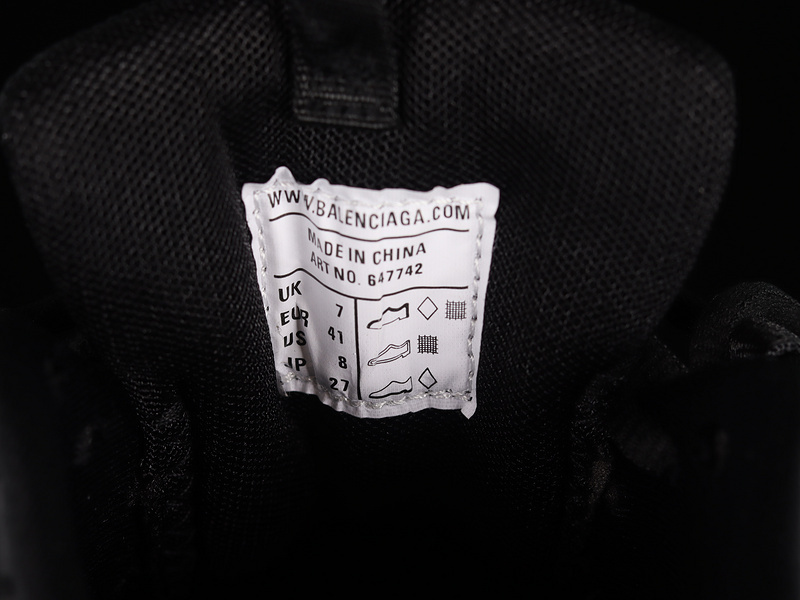 WWW.BALENCIAGA.COM
MADE IN CHINA
ART NO. 647742
UK 7
EUR 41
US 8
JP 27